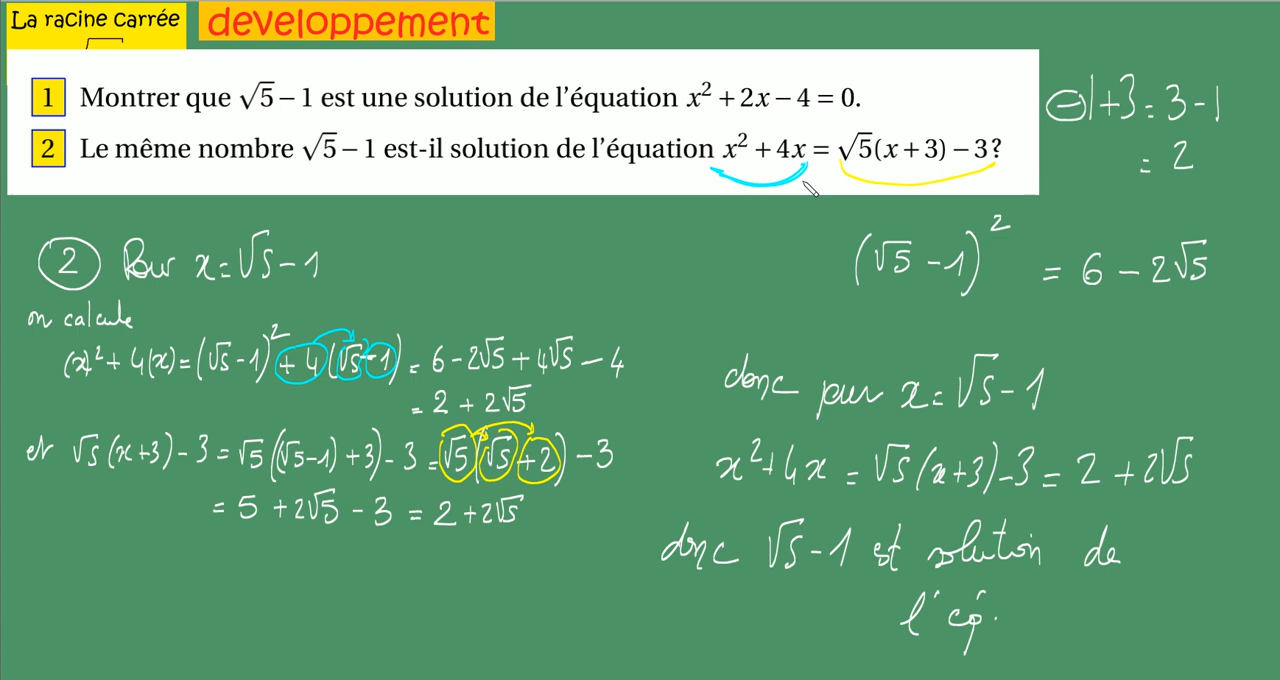 La racine carrée
√
developpement
1 Montrer que √5 − 1 est une solution de l'équation x² + 2x − 4 = 0.
2 Le même nombre √5 − 1 est-il solution de l'équation x² + 4x = √5(x + 3) − 3?
−1+3 = 3−1
= 2
2 Pour x = √5 − 1
on calcule
(x)² + 4(x) = (√5 − 1)² + 4(√5 − 1) = 6 − 2√5 + 4√5 − 4
= 2 + 2√5
et √5(x+3) − 3 = √5((√5−1)+3) − 3 = √5(√5 + 2) − 3
= 5 + 2√5 − 3 = 2 + 2√5
(√5 − 1)² = 6 − 2√5
donc pour x = √5 − 1
x² + 4x = √5(x+3) − 3 = 2 + 2√5
donc √5 − 1 est solution de
l'éq.